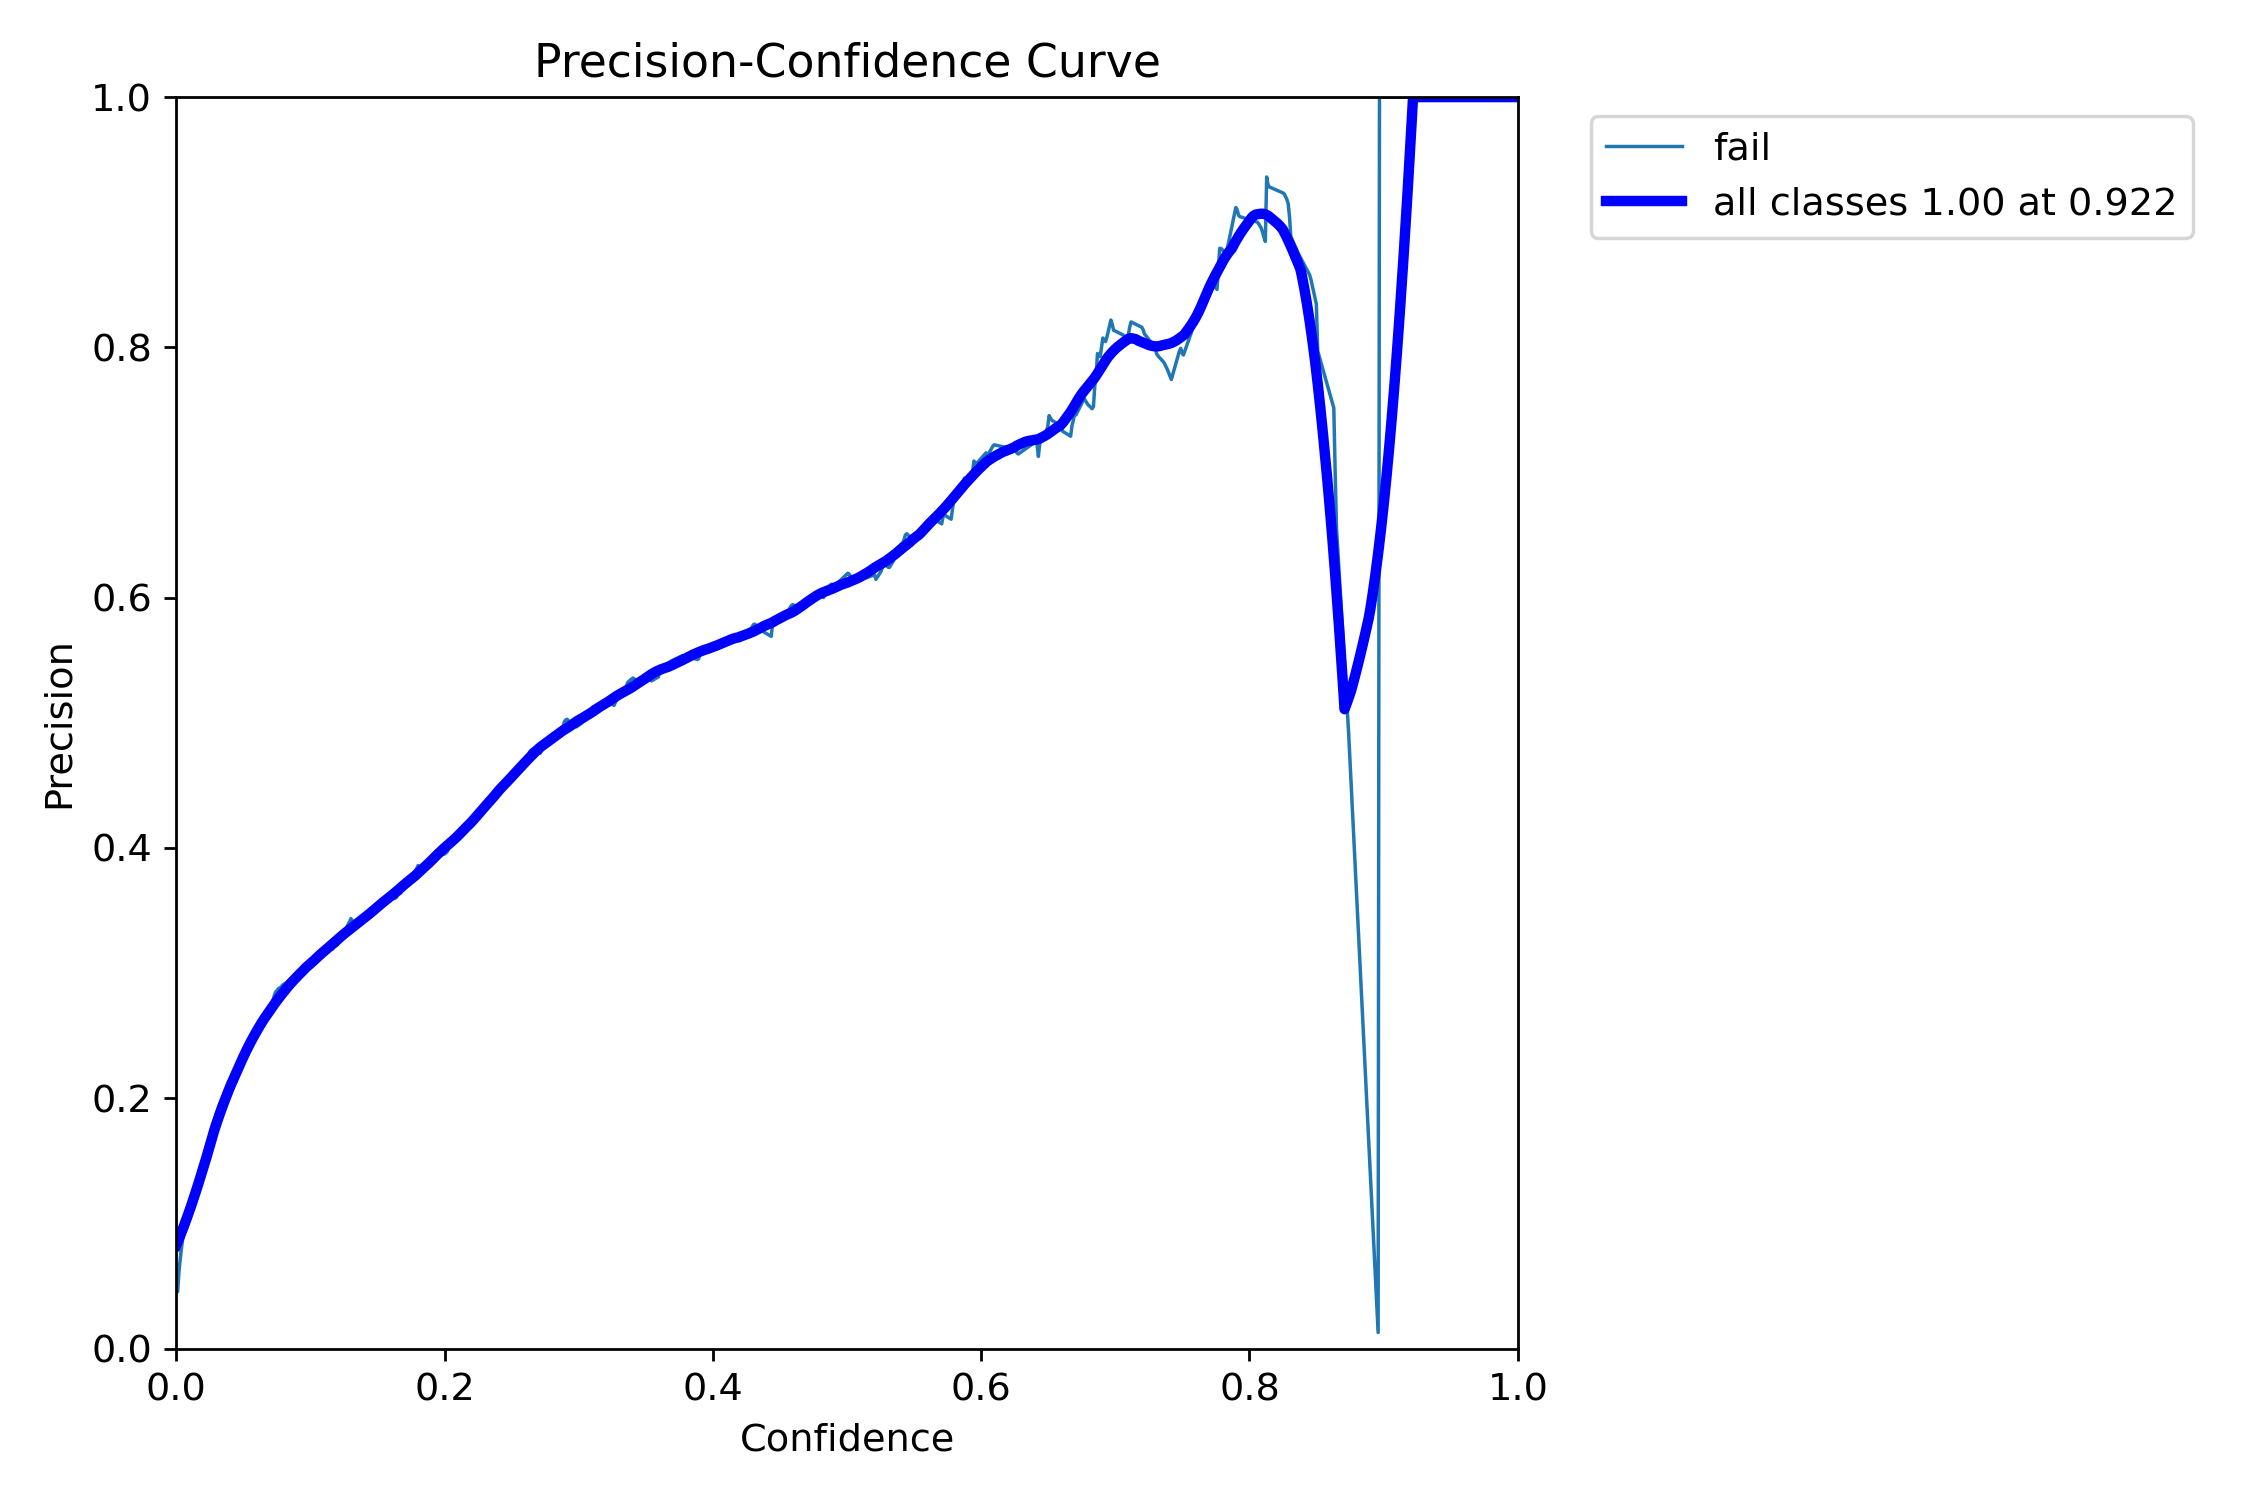 Precision-Confidence Curve
fail
all classes 1.00 at 0.922
1.0
0.8
0.6
0.4
0.2
0.0
Precision
0.0 0.2 0.4 0.6 0.8 1.0
Confidence